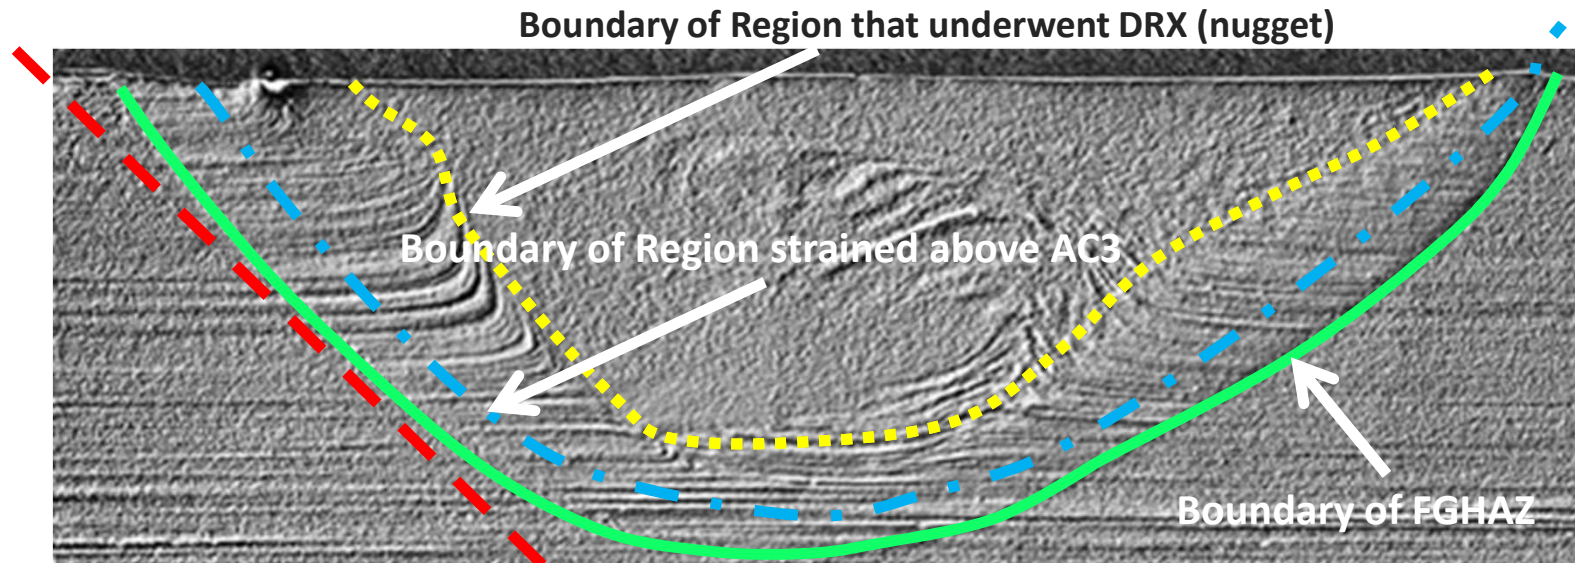 Boundary of Region that underwent DRX (nugget)
Boundary of Region strained above AC3
Boundary of FGHAZ